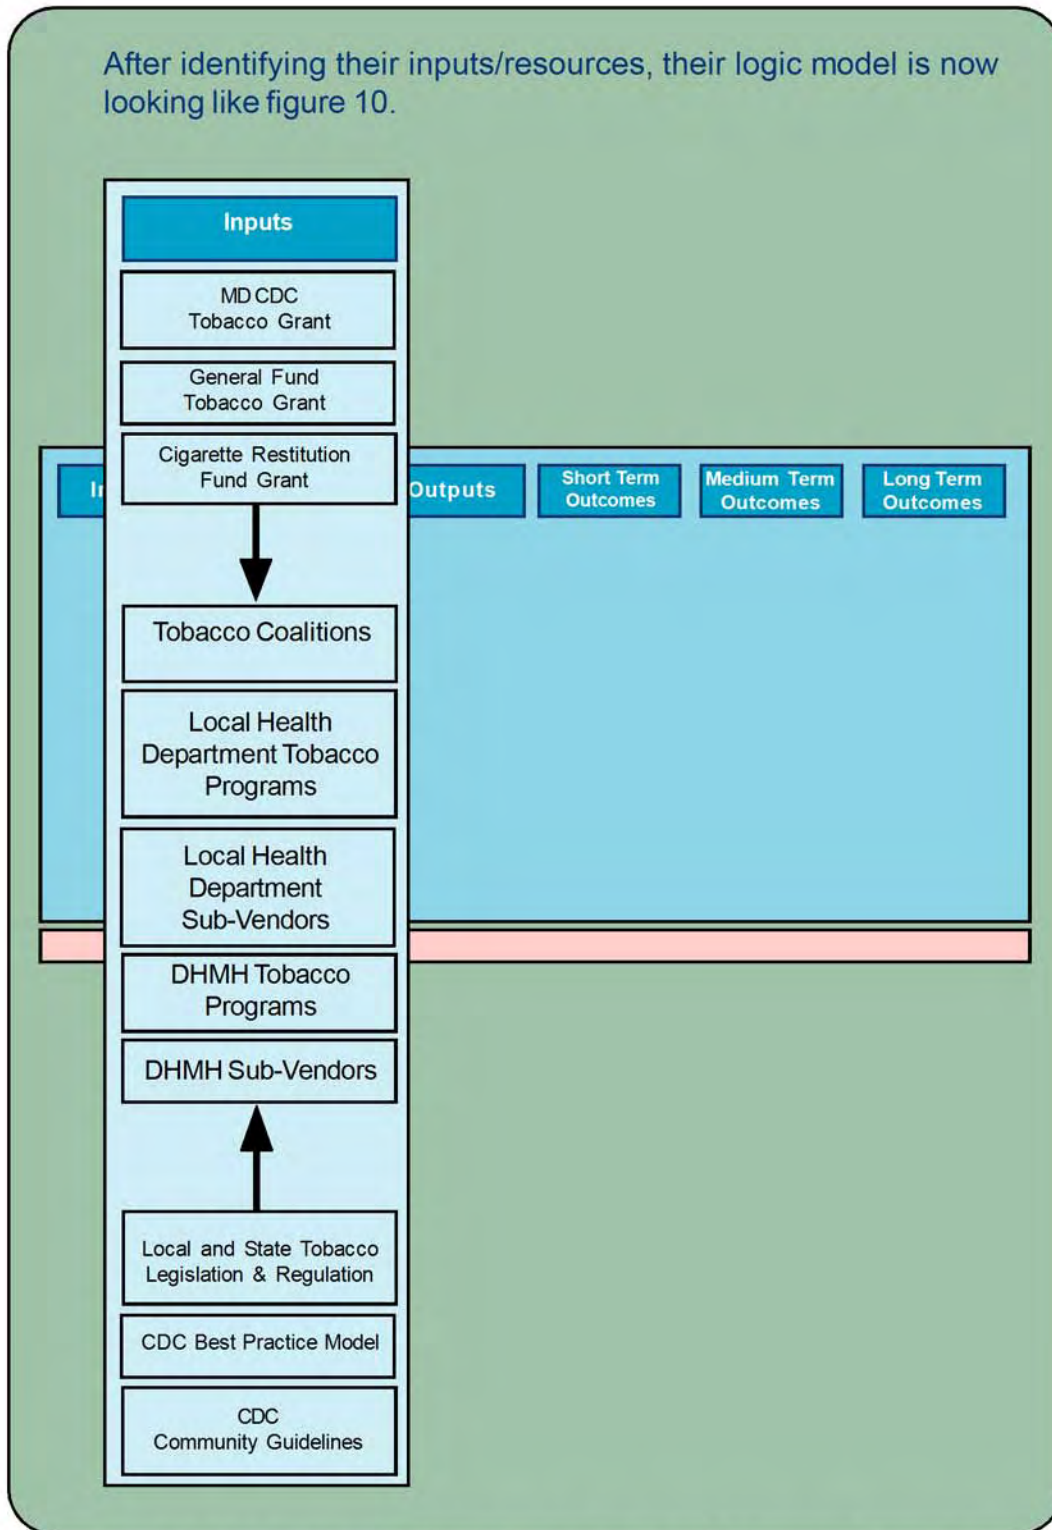 After identifying their inputs/resources, their logic model is now
looking like figure 10.
Inputs
MD CDC
Tobacco Grant
General Fund
Tobacco Grant
Cigarette Restitution
Fund Grant
In
Outputs
Short Term
Outcomes
Medium Term
Outcomes
Long Term
Outcomes
Tobacco Coalitions
Local Health
Department Tobacco
Programs
Local Health
Department
Sub-Vendors
DHMH Tobacco
Programs
DHMH Sub-Vendors
Local and State Tobacco
Legislation & Regulation
CDC Best Practice Model
CDC
Community Guidelines